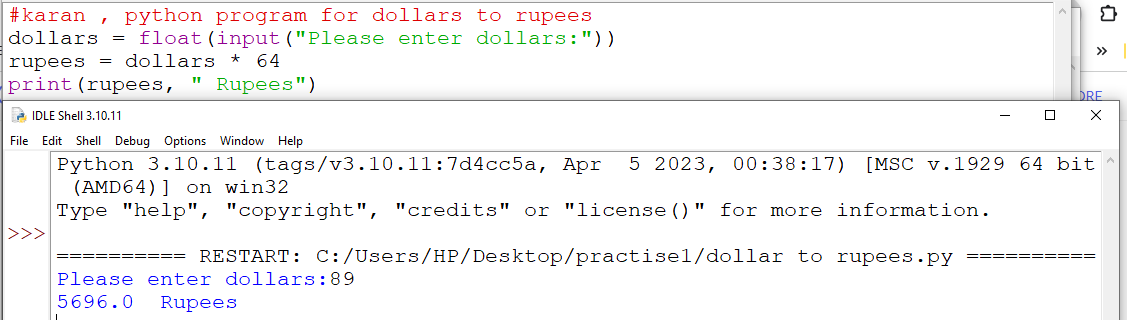 #karan , python program for dollars to rupees
dollars = float(input("Please enter dollars:"))
rupees = dollars * 64
print(rupees, " Rupees")
ORE
IDLE Shell 3.10.11
File Edit Shell Debug Options Window Help
Python 3.10.11 (tags/v3.10.11:7d4cc5a, Apr  5 2023, 00:38:17) [MSC v.1929 64 bit
 (AMD64)] on win32
Type "help", "copyright", "credits" or "license()" for more information.
>>>
========== RESTART: C:/Users/HP/Desktop/practise1/dollar to rupees.py ==========
Please enter dollars:89
5696.0  Rupees